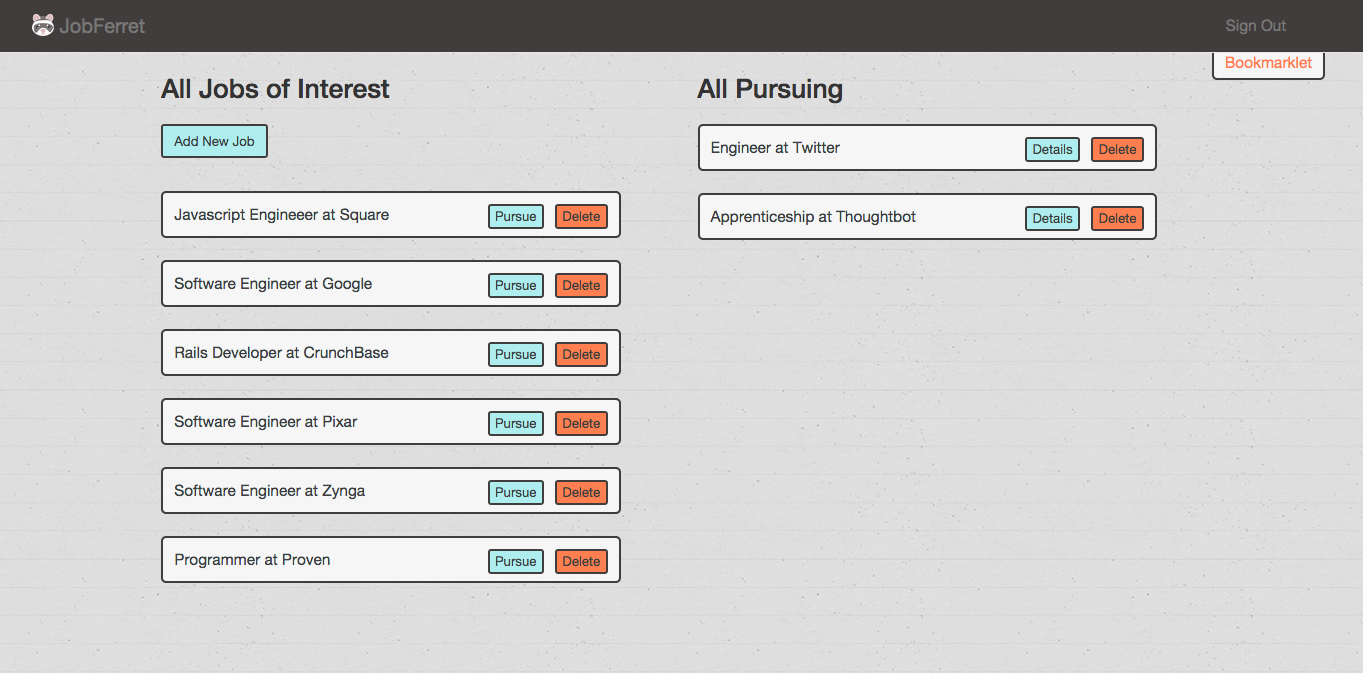 JobFerret
Sign Out
Bookmarklet
All Jobs of Interest
Add New Job
Javascript Engineeer at Square Pursue Delete
Software Engineer at Google Pursue Delete
Rails Developer at CrunchBase Pursue Delete
Software Engineer at Pixar Pursue Delete
Software Engineer at Zynga Pursue Delete
Programmer at Proven Pursue Delete
All Pursuing
Engineer at Twitter Details Delete
Apprenticeship at Thoughtbot Details Delete